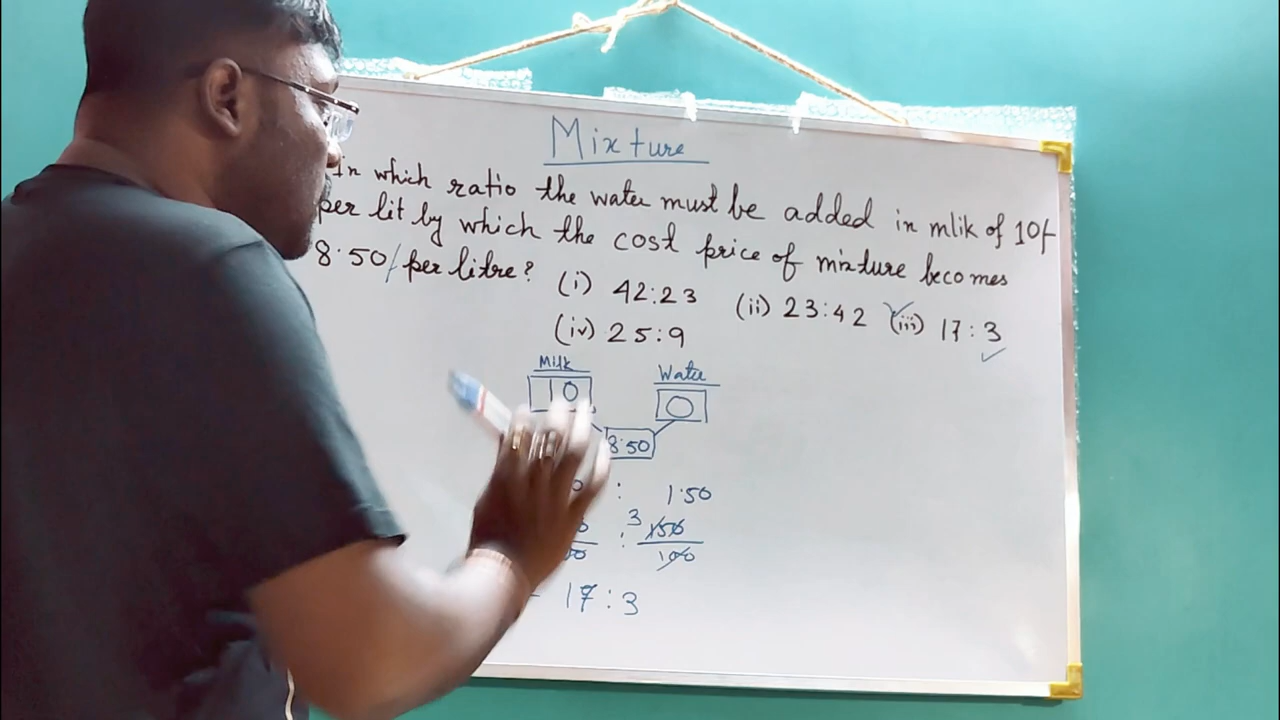 Mixture
In which ratio the water must be added in mlik of 10/-
per lit by which the cost price of mixture becomes
8.50/ per litre?
(i) 42:23 (ii) 23:42 (iii) 17:3
(iv) 25:9
Milk Water
10 0
8.50
: 1.50
: 3 150
100
17:3